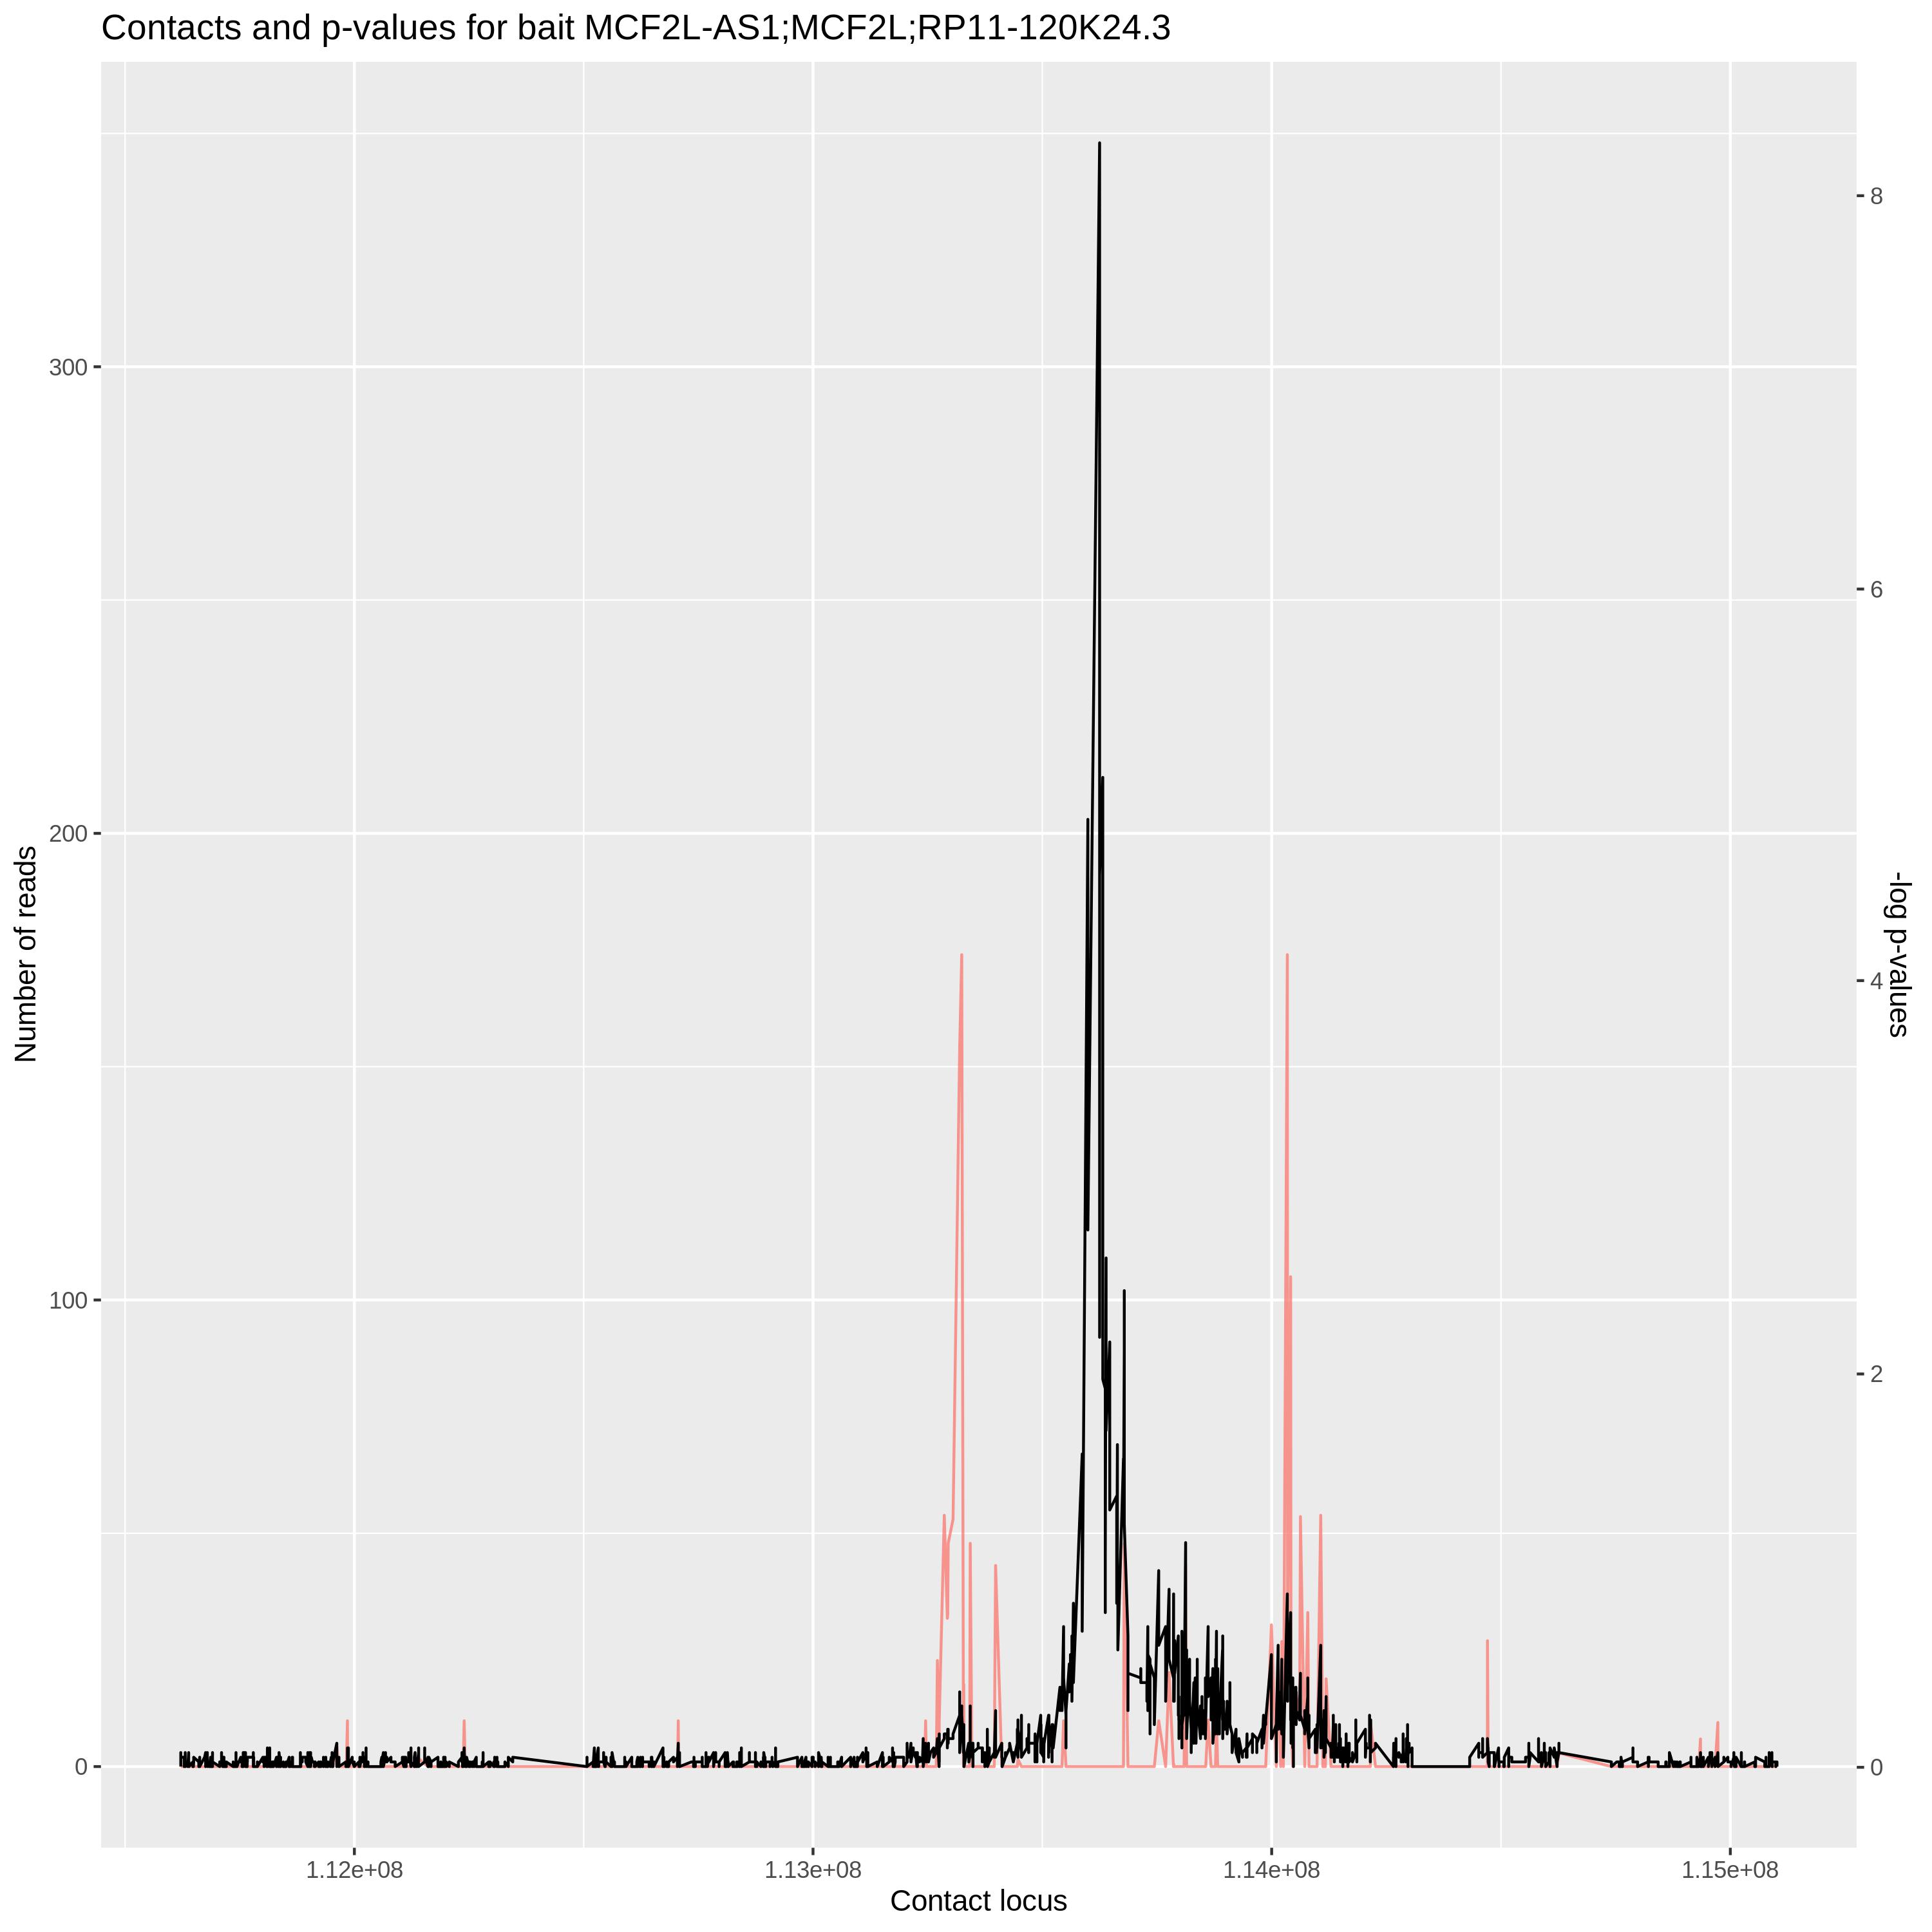 Contacts and p-values for bait MCF2L-AS1;MCF2L;RP11-120K24.3
Number of reads
300
200
100
0
8
6
4
2
0
-log p-values
1.12e+08
1.13e+08
1.14e+08
1.15e+08
Contact locus